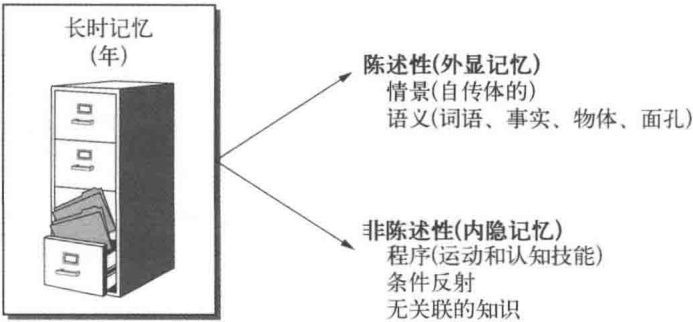 长时记忆
(年)
陈述性(外显记忆)
情景(自传体的)
语义(词语、事实、物体、面孔)
非陈述性(内隐记忆)
程序(运动和认知技能)
条件反射
无关联的知识